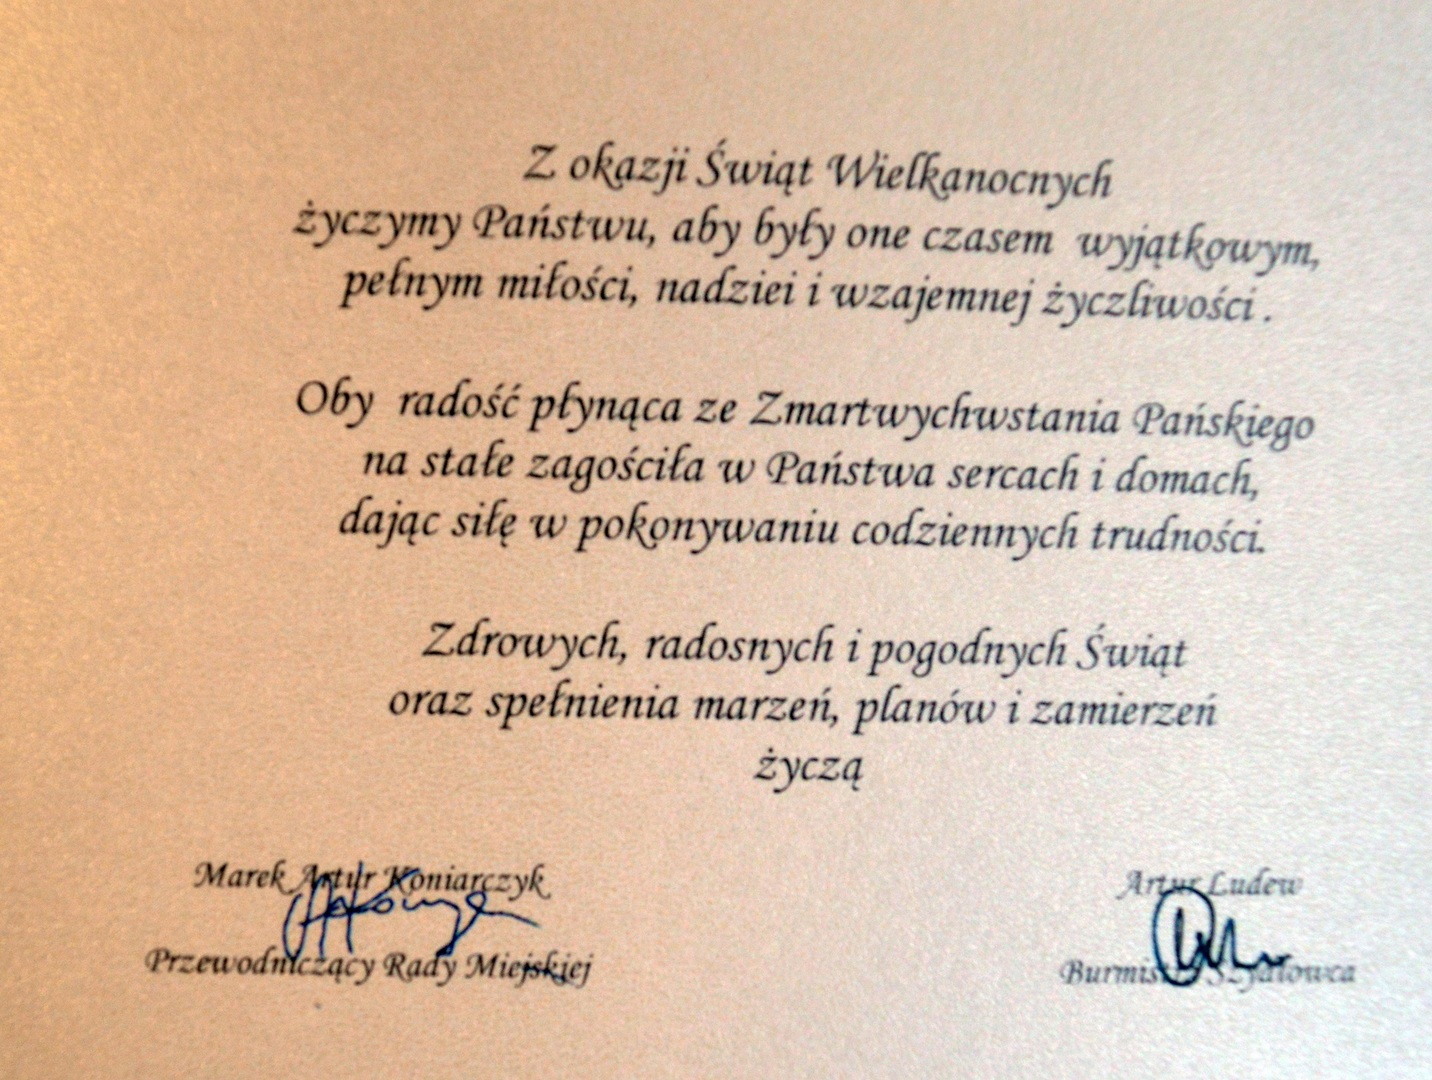 Z okazji Świąt Wielkanocnych
życzymy Państwu, aby były one czasem wyjątkowym,
pełnym miłości, nadziei i wzajemnej życzliwości .
Oby radość płynąca ze Zmartwychwstania Pańskiego
na stałe zagościła w Państwa sercach i domach,
dając siłę w pokonywaniu codziennych trudności.
Zdrowych, radosnych i pogodnych Świąt
oraz spełnienia marzeń, planów i zamierzeń
życzą
Marek Artur Koniarczyk
Przewodniczący Rady Miejskiej
Artur Ludew
Burmistrz Szydłowca